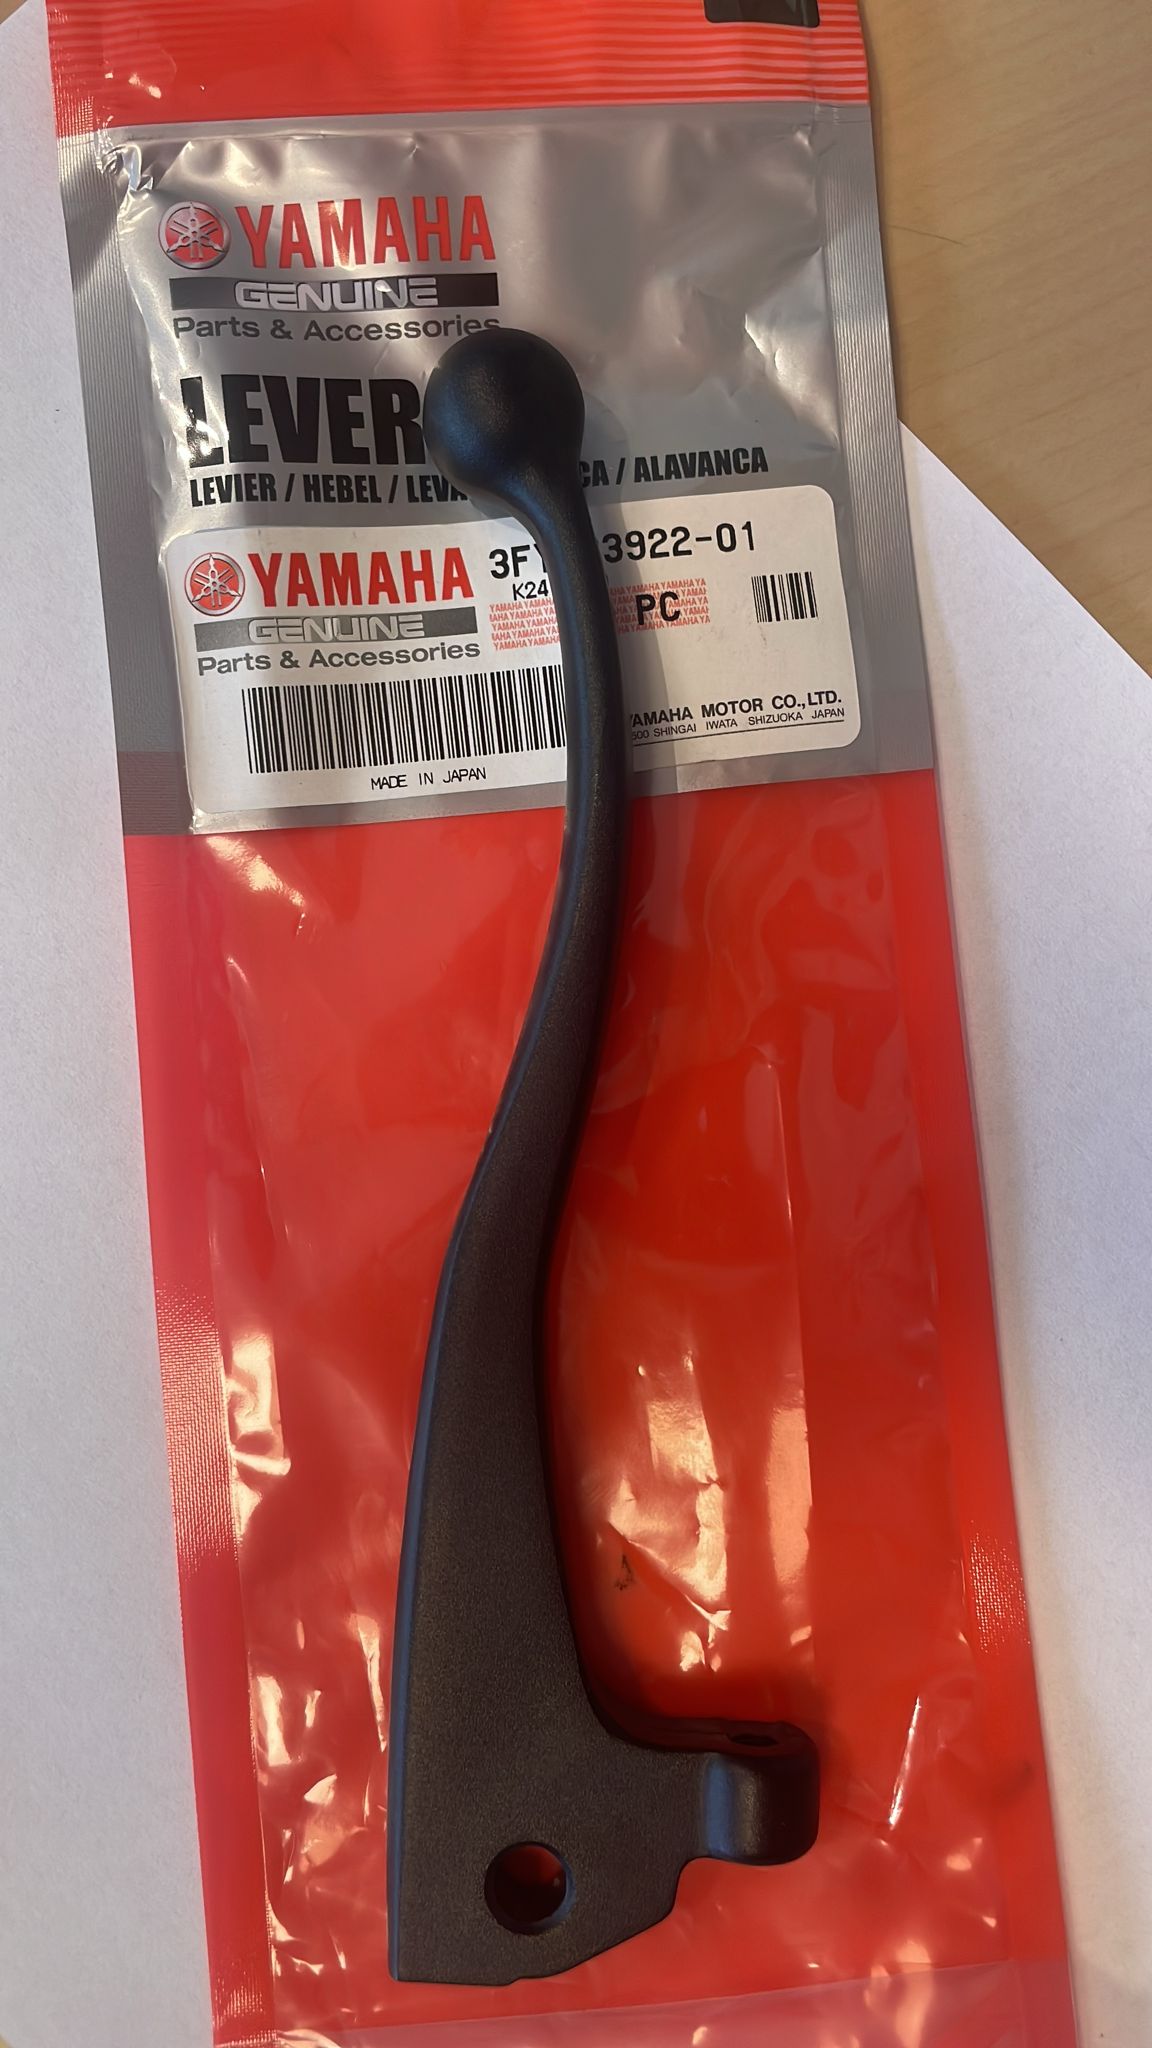 YAMAHA
GENUINE
Parts & Accessories
LEVER
LEVIER / HEBEL / LEVA CA / ALAVANCA
YAMAHA 3FY 3922-01
K24
PC
GENUINE
Parts & Accessories
YAMAHA MOTOR CO.,LTD.
500 SHINGAI IWATA SHIZUOKA JAPAN
MADE IN JAPAN